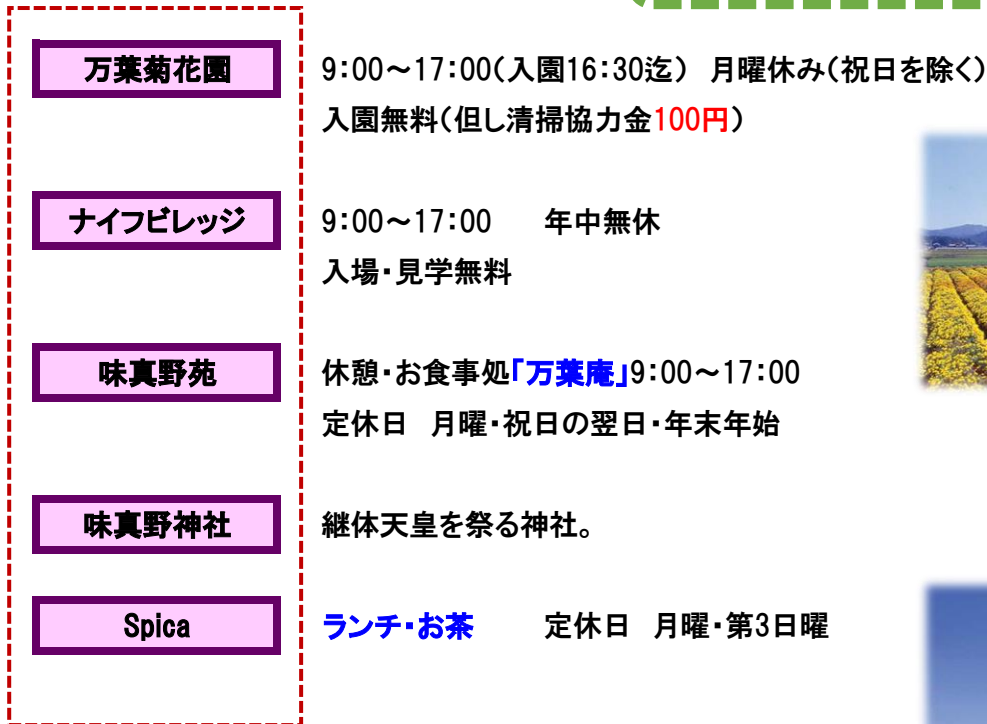 万葉菊花園 9:00～17:00(入園16:30迄) 月曜休み(祝日を除く)
入園無料(但し清掃協力金100円)
ナイフビレッジ 9:00～17:00 年中無休
入場・見学無料
味真野苑 休憩・お食事処「万葉庵」9:00～17:00
定休日 月曜・祝日の翌日・年末年始
味真野神社 継体天皇を祭る神社。
Spica ランチ・お茶 定休日 月曜・第3日曜